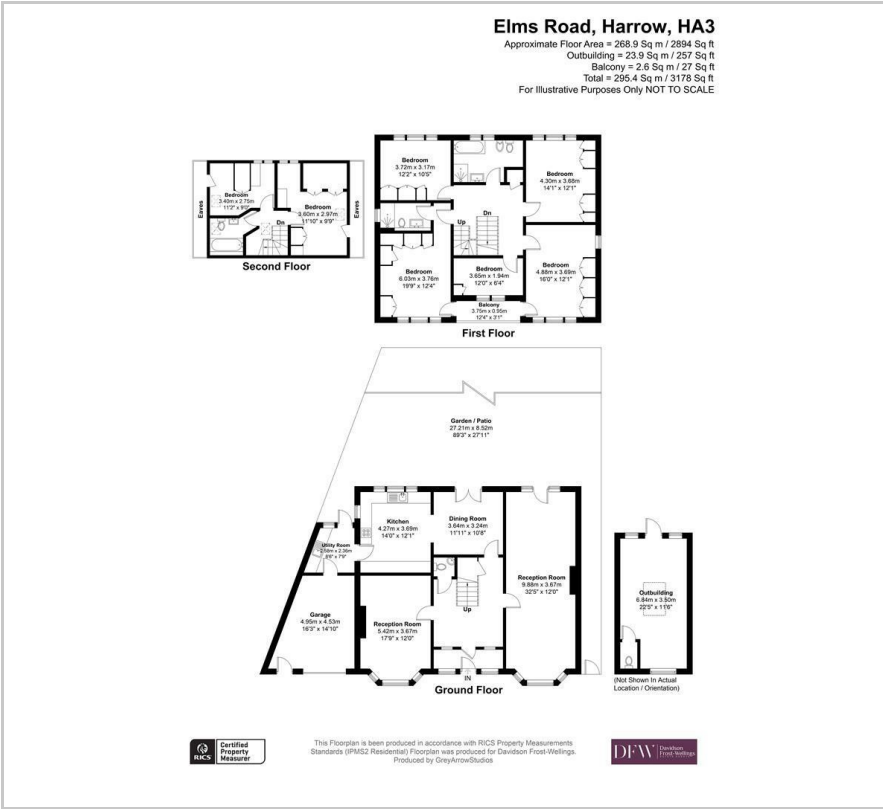 Elms Road, Harrow, HA3
Approximate Floor Area = 268.9 Sq m / 2894 Sq ft
Outbuilding = 23.9 Sq m / 257 Sq ft
Balcony = 2.6 Sq m / 27 Sq ft
Total = 295.4 Sq m / 3178 Sq ft
For Illustrative Purposes Only NOT TO SCALE
Eaves
Bedroom
3.40m x 2.75m
11'2" x 9'0"
Bedroom
3.60m x 2.97m
11'10" x 9'9"
Dn
Eaves
Second Floor
Bedroom
3.72m x 3.17m
12'2" x 10'5"
Bedroom
4.30m x 3.68m
14'1" x 12'1"
Up
Dn
Bedroom
6.03m x 3.76m
19'9" x 12'4"
Bedroom
3.65m x 1.94m
12'0" x 6'4"
Bedroom
4.88m x 3.69m
16'0" x 12'1"
Balcony
3.75m x 0.95m
12'4" x 3'1"
First Floor
Garden / Patio
27.21m x 8.52m
89'3" x 27'11"
Kitchen
4.27m x 3.69m
14'0" x 12'1"
Dining Room
3.64m x 3.24m
11'11" x 10'8"
Utility Room
2.36m
7'9"
Reception Room
9.88m x 3.67m
32'5" x 12'0"
Garage
4.95m x 4.53m
16'3" x 14'10"
Reception Room
5.42m x 3.67m
17'9" x 12'0"
Up
IN
Ground Floor
Outbuilding
6.84m x 3.50m
22'5" x 11'6"
(Not Shown In Actual
Location / Orientation)
RICS
Certified
Property
Measurer
This Floorplan is been produced in accordance with RICS Property Measurements
Standards (IPMS2 Residential) Floorplan was produced for Davidson Frost-Wellings.
Produced by GreyArrowStudios
DFW
Davidson
Frost-Wellings